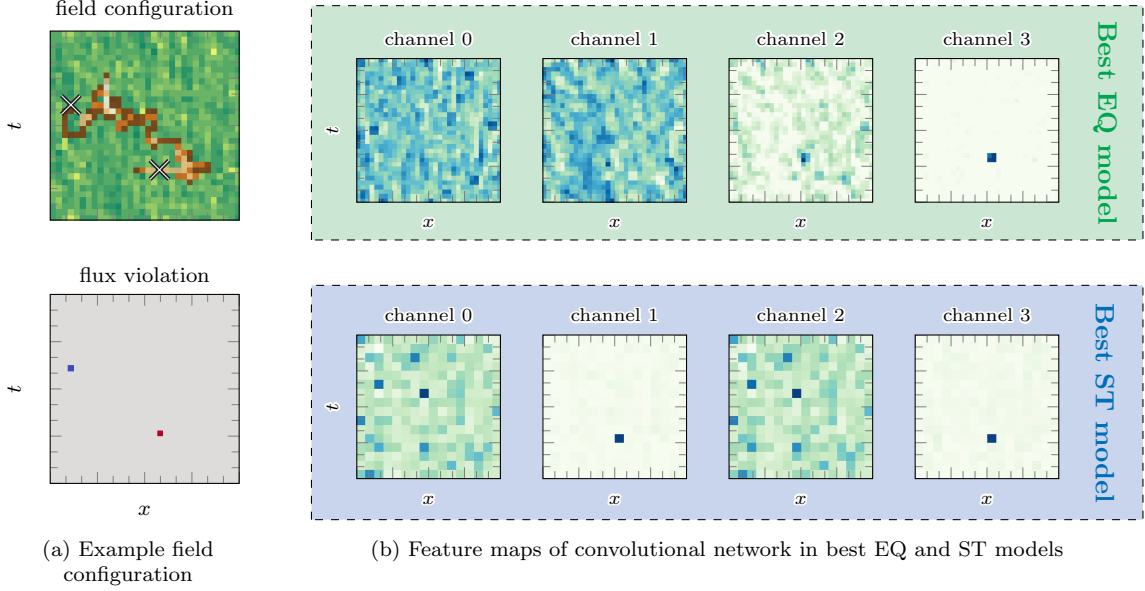 field configuration
t
flux violation
t
x
(a) Example field
configuration
channel 0
channel 1
channel 2
channel 3
t
x
x
x
x
Best EQ model
channel 0
channel 1
channel 2
channel 3
t
x
x
x
x
Best ST model
(b) Feature maps of convolutional network in best EQ and ST models